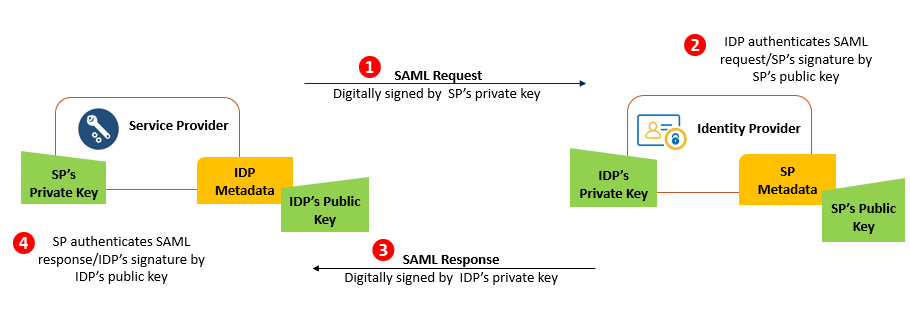 1
SAML Request
Digitally signed by SP's private key
2
IDP authenticates SAML
request/SP's signature by
SP's public key
Service Provider
SP's
Private Key
IDP
Metadata
IDP's Public
Key
Identity Provider
IDP's
Private Key
SP
Metadata
SP's Public
Key
3
SAML Response
Digitally signed by IDP's private key
4
SP authenticates SAML
response/IDP's signature by
IDP's public key